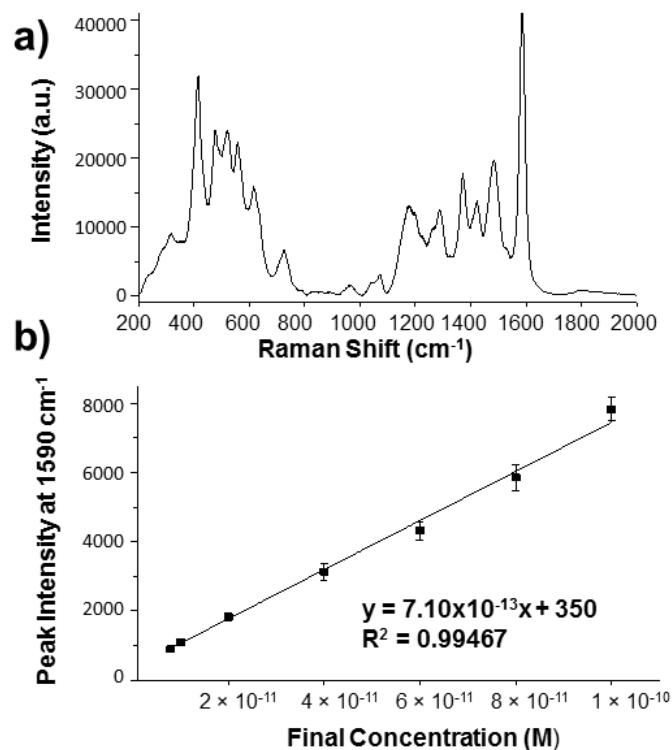 a)
Intensity (a.u.)
40000
30000
20000
10000
0
200 400 600 800 1000 1200 1400 1600 1800 2000
Raman Shift (cm⁻¹)
b)
Peak Intensity at 1590 cm⁻¹
8000
6000
4000
2000
0
y = 7.10x10⁻¹³x + 350
R² = 0.99467
2 × 10⁻¹¹ 4 × 10⁻¹¹ 6 × 10⁻¹¹ 8 × 10⁻¹¹ 1 × 10⁻¹⁰
Final Concentration (M)